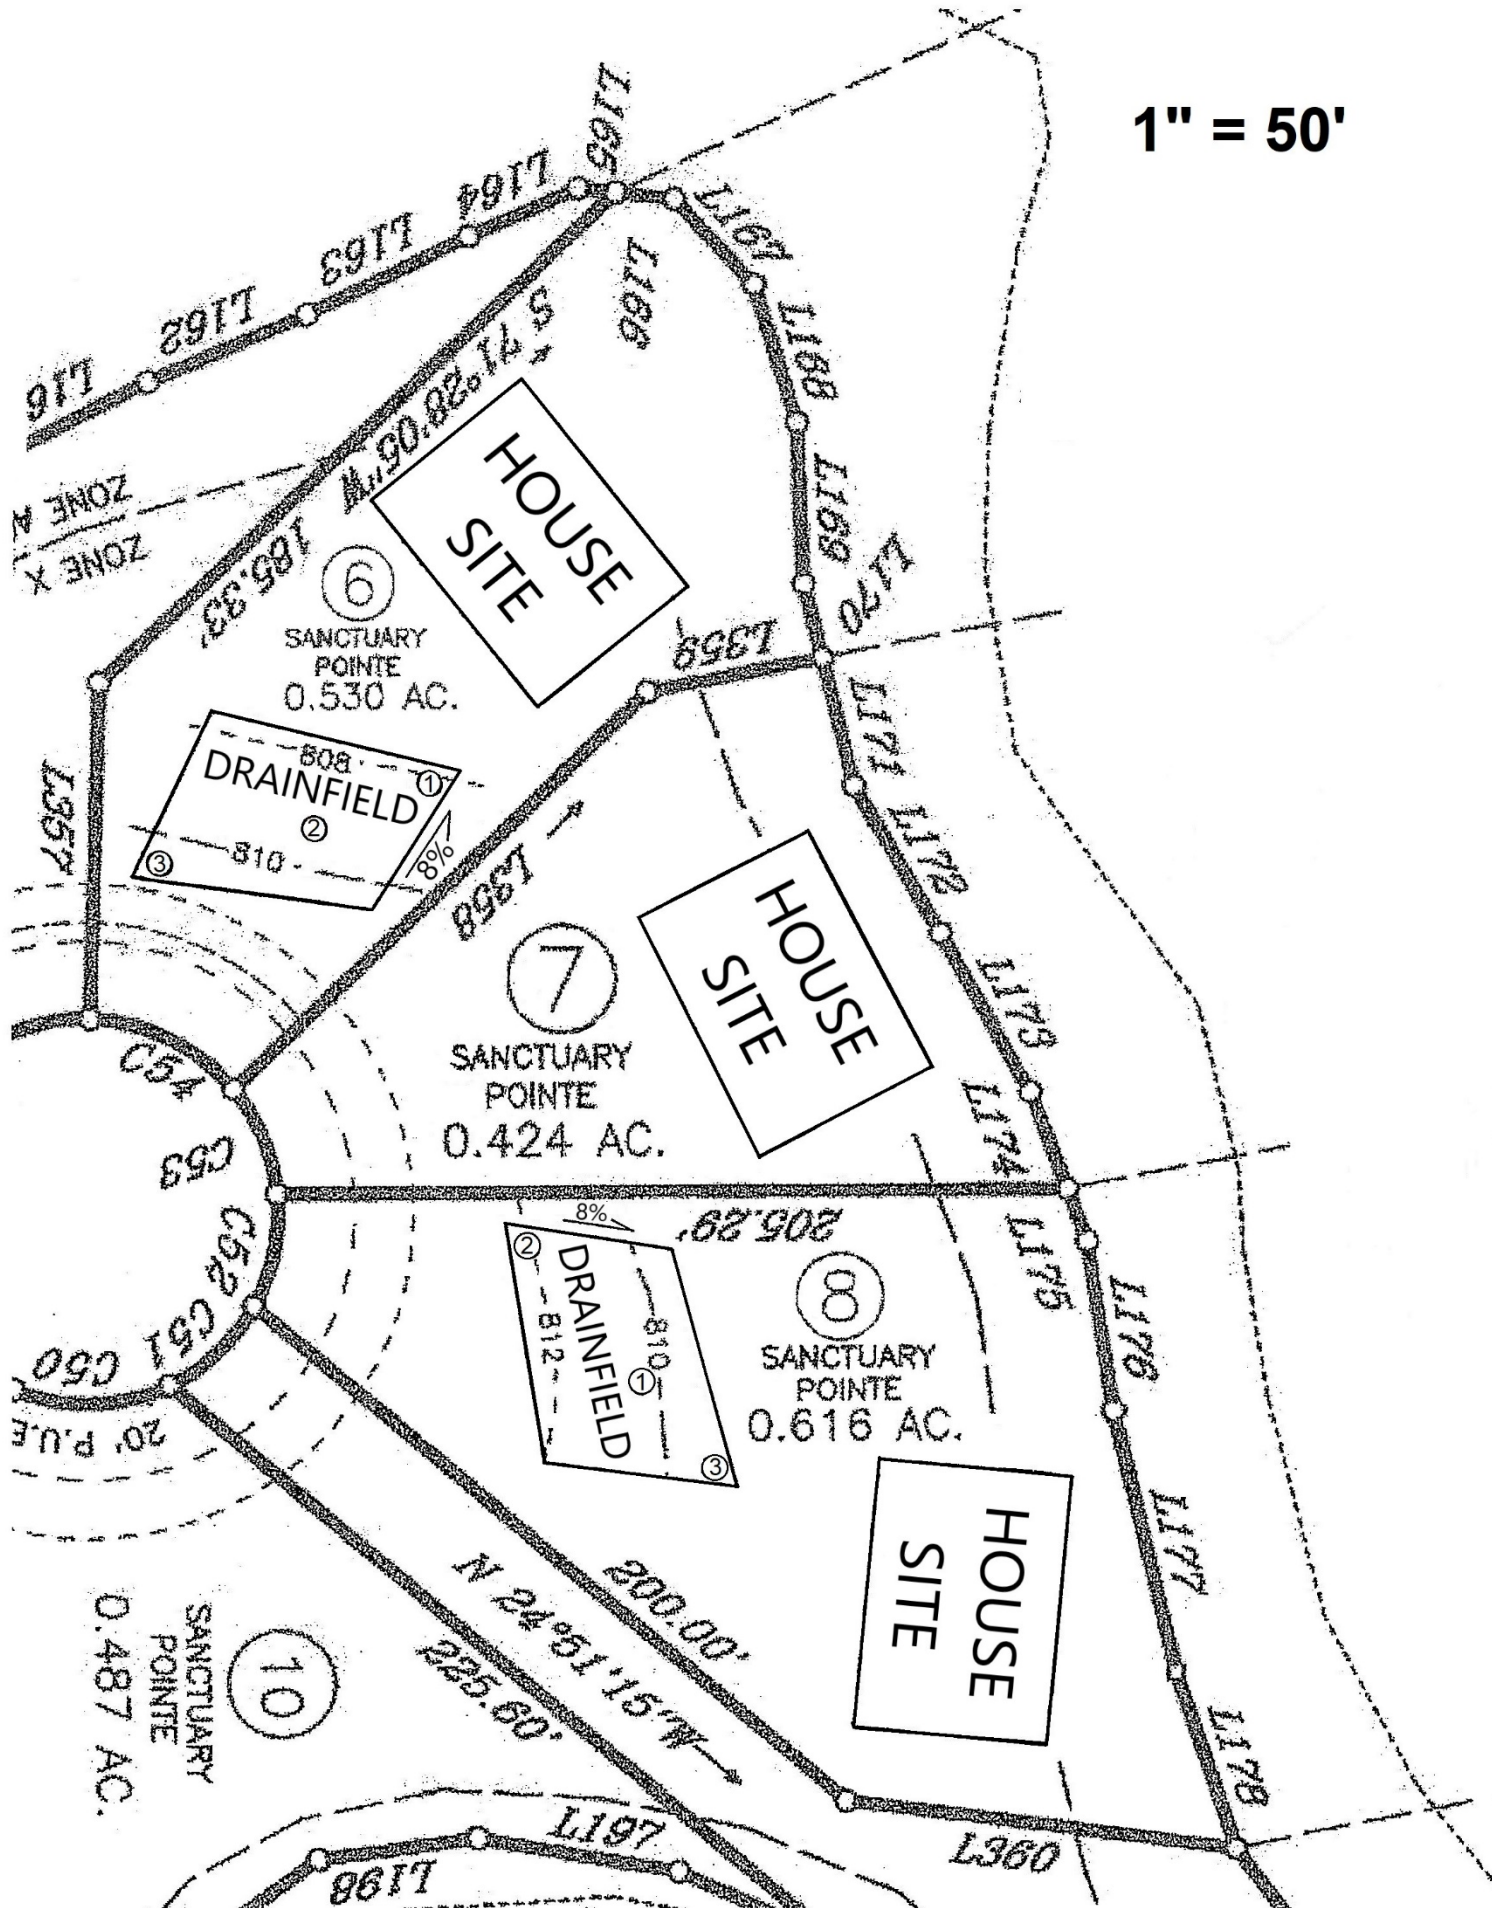 1" = 50'
L165
L164
L163
L162
L16
L167
L166
L168
S 71°28'05"W
185.33'
ZONE A
ZONE X
HOUSE
SITE
L169
L170
6
SANCTUARY
POINTE
0.530 AC.
L359
L171
L357
808
DRAINFIELD
1
2
3
810
8%
L358
L172
HOUSE
SITE
L173
7
SANCTUARY
POINTE
0.424 AC.
C54
C53
L174
205.29'
L175
C52
C51
C50
20' P.U.E
8%
2
DRAINFIELD
812
810
1
3
8
SANCTUARY
POINTE
0.616 AC.
L176
L177
HOUSE
SITE
200.00'
N 24°51'15"W
225.60'
10
SANCTUARY
POINTE
0.487 AC.
L178
L360
L197
L198